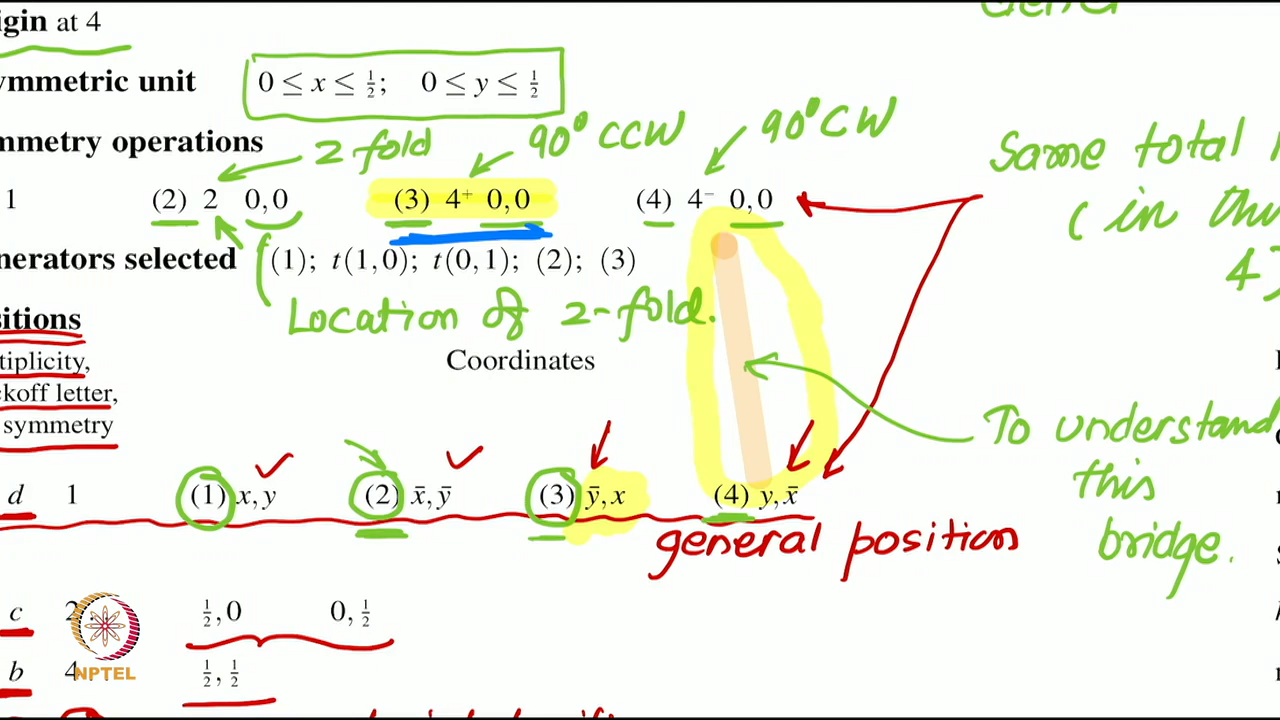 igin at 4
ymmetric unit 0 ≤ x ≤ ½; 0 ≤ y ≤ ½
mmetry operations
2 fold 90° CCW 90° CW
1 (2) 2 0,0 (3) 4⁺ 0,0 (4) 4⁻ 0,0
Same total
(in
4
nerators selected (1); t(1,0); t(0,1); (2); (3)
Location of 2-fold.
sitions
tiplicity,
Coordinates
ckoff letter,
symmetry
To understand
this
bridge.
d 1 (1) x,y (2) x̄,ȳ (3) ȳ,x (4) y,x̄
general position
c 2.. ½,0 0,½
b 4 ½,½
NPTEL